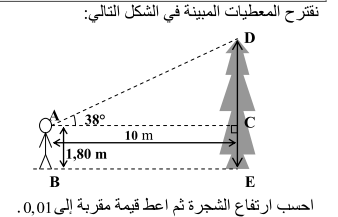 نقترح المعطيات المبينة في الشكل التالي:
D
A
38°
C
10 m
1,80 m
B
E
احسب ارتفاع الشجرة ثم اعط قيمة مقربة إلى 0,01.